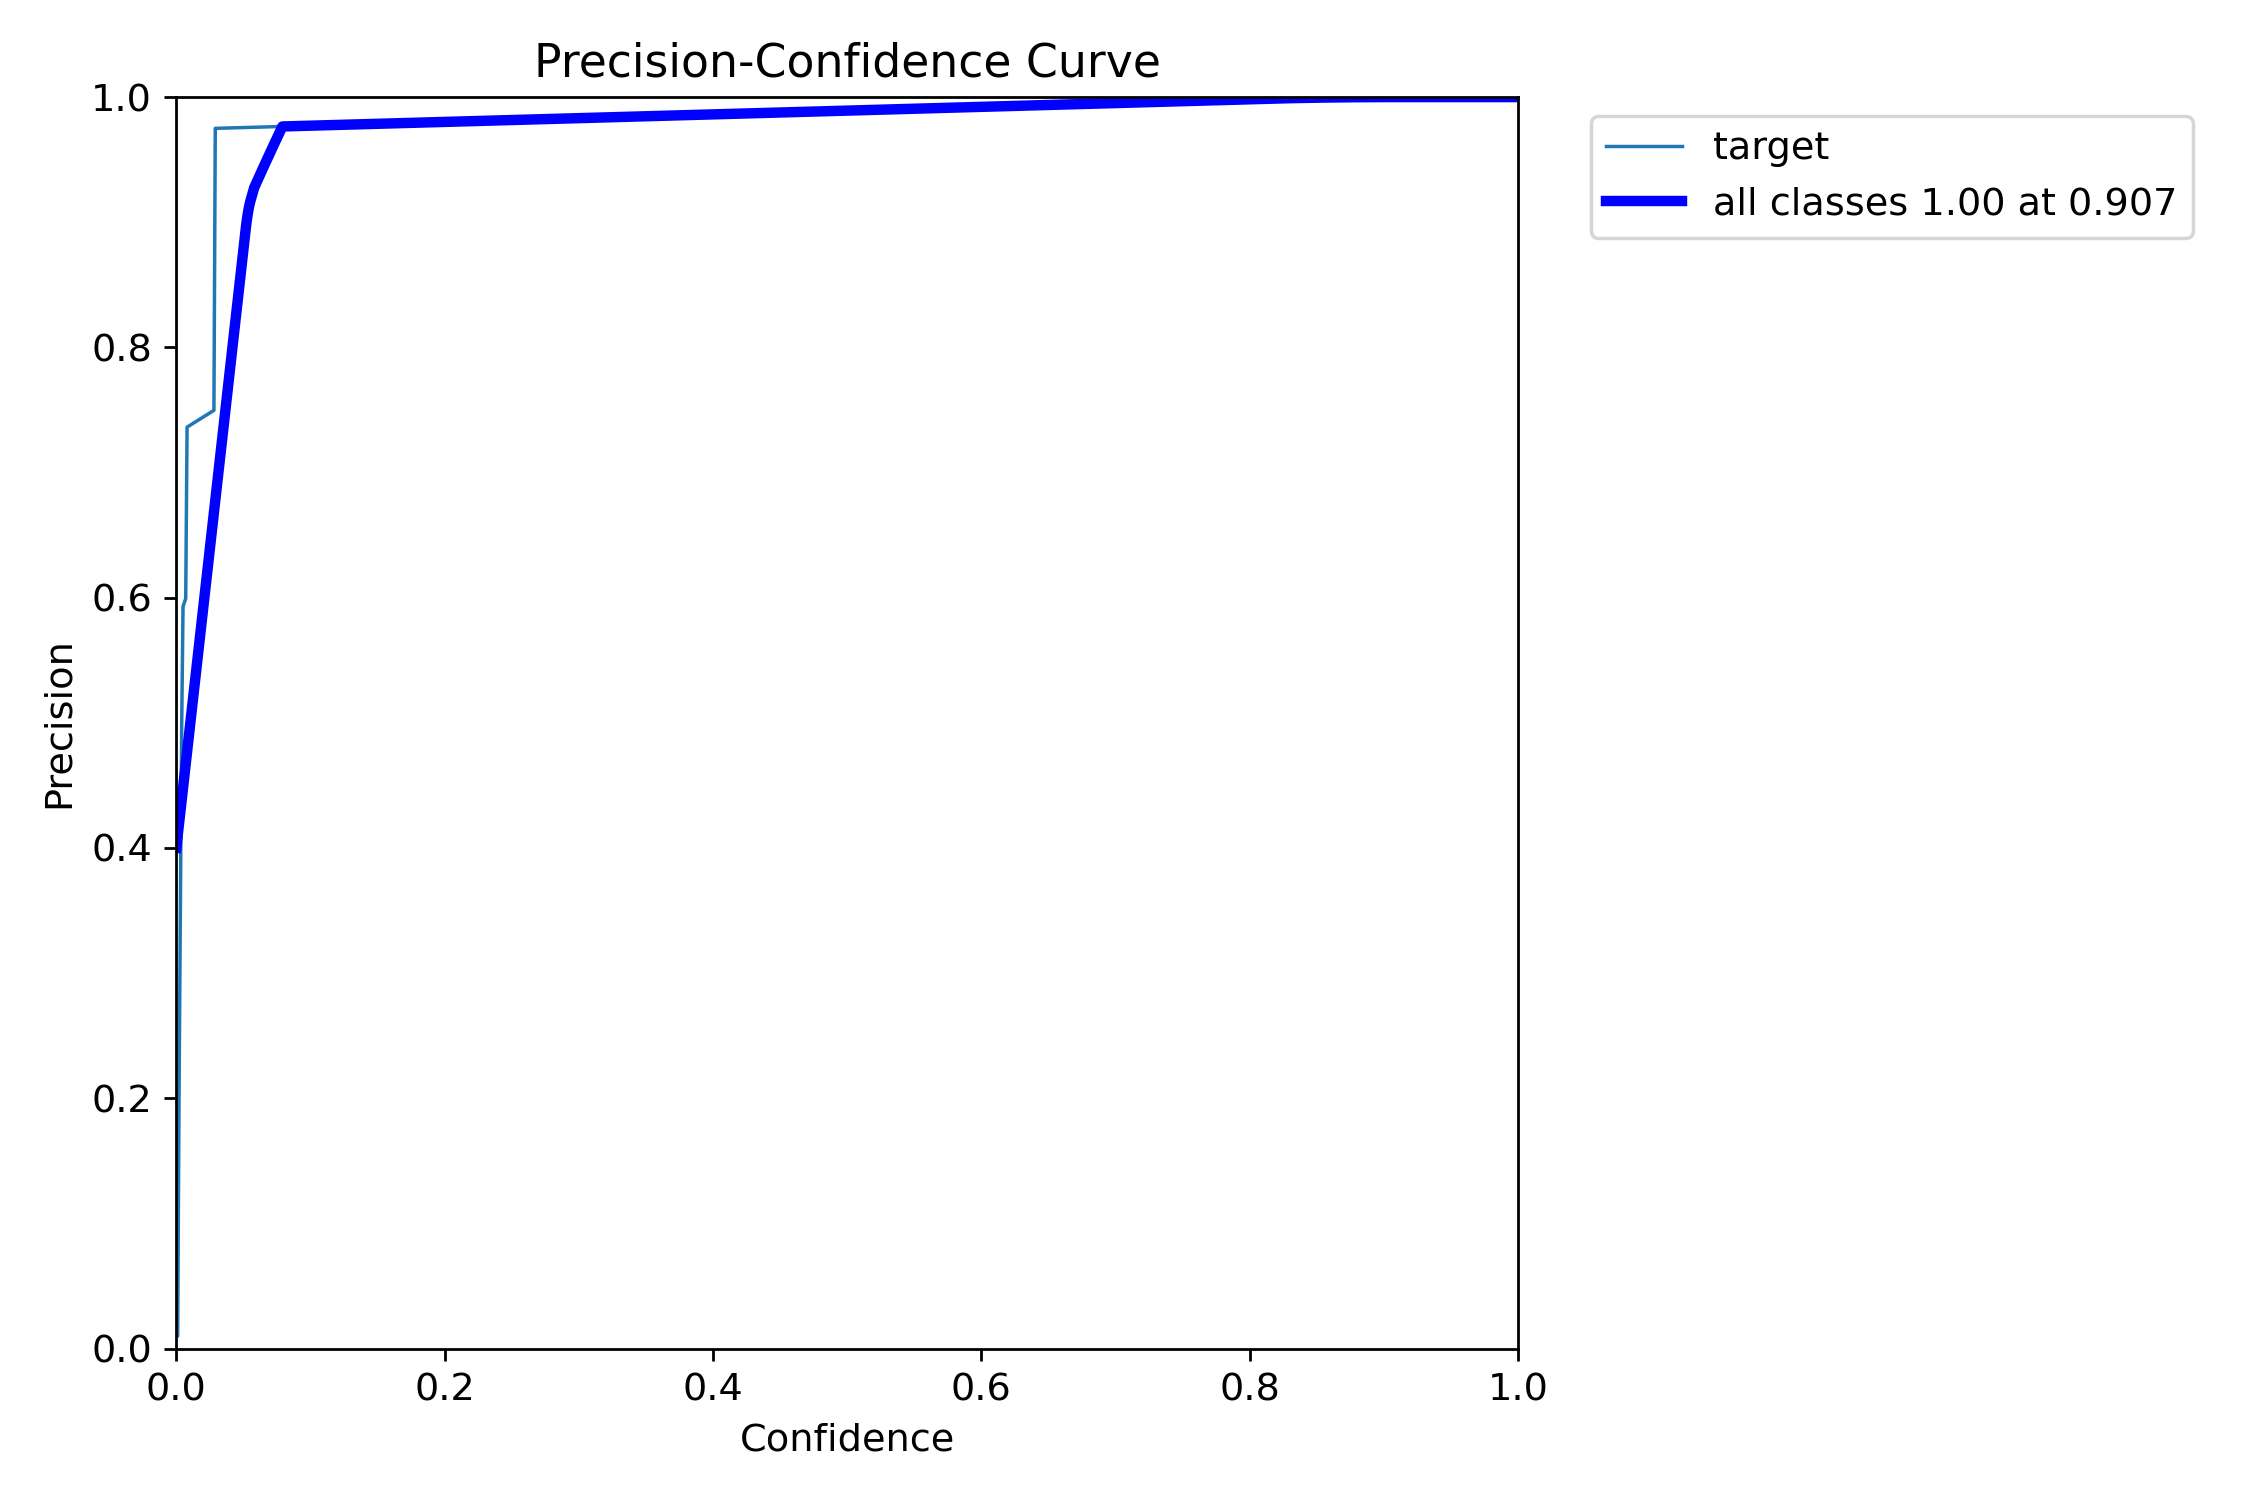 Precision-Confidence Curve
1.0
0.8
0.6
0.4
0.2
0.0
Precision
0.0 0.2 0.4 0.6 0.8 1.0
Confidence
target
all classes 1.00 at 0.907